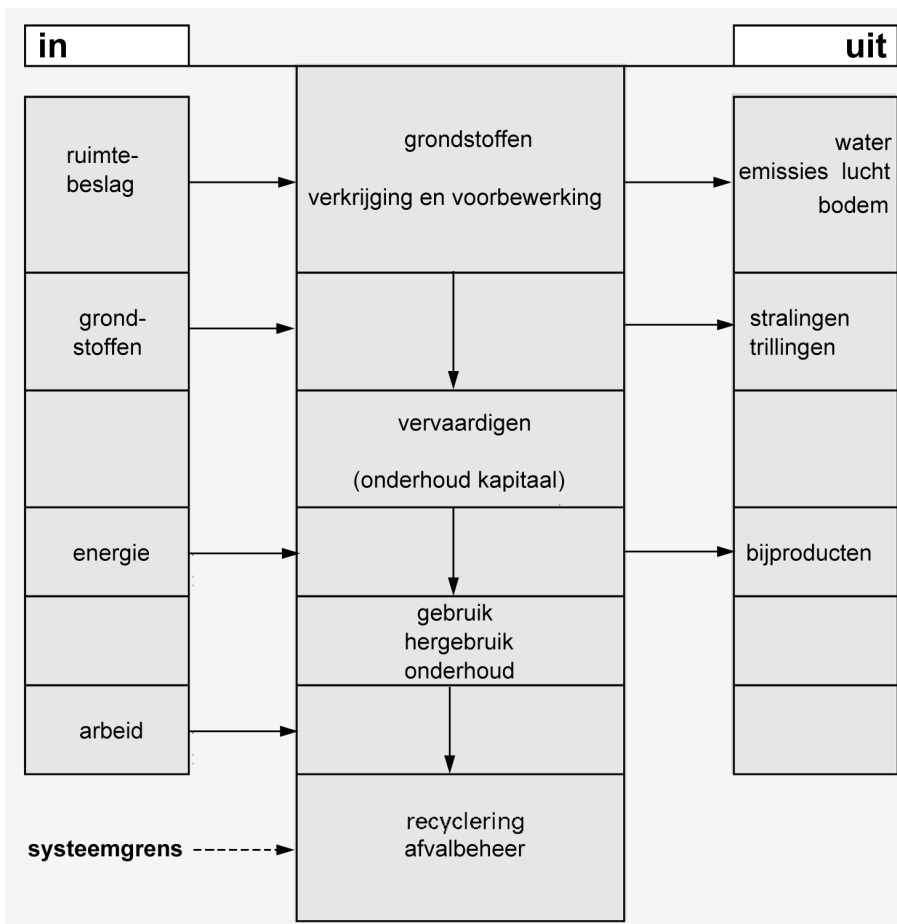 in
uit
ruimte-
beslag
grondstoffen
verkrijging en voorbewerking
water
emissies lucht
bodem
grond-
stoffen
stralingen
trillingen
vervaardigen
(onderhoud kapitaal)
energie
bijproducten
gebruik
hergebruik
onderhoud
arbeid
systeemgrens
recyclering
afvalbeheer